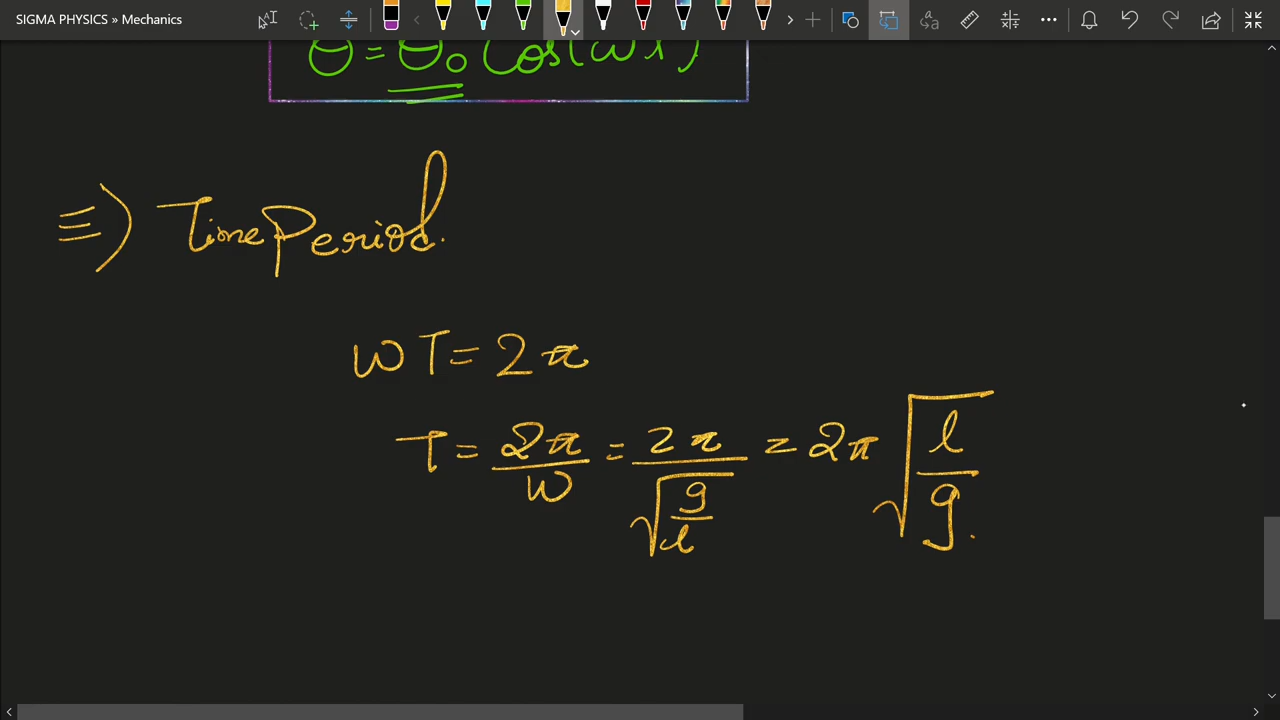 SIGMA PHYSICS » Mechanics
θ = θ₀ Cos(ωt)
⇒) Time Period.
ωT = 2π
T = 2π/ω = 2π/√(g/l) = 2π √(l/g).